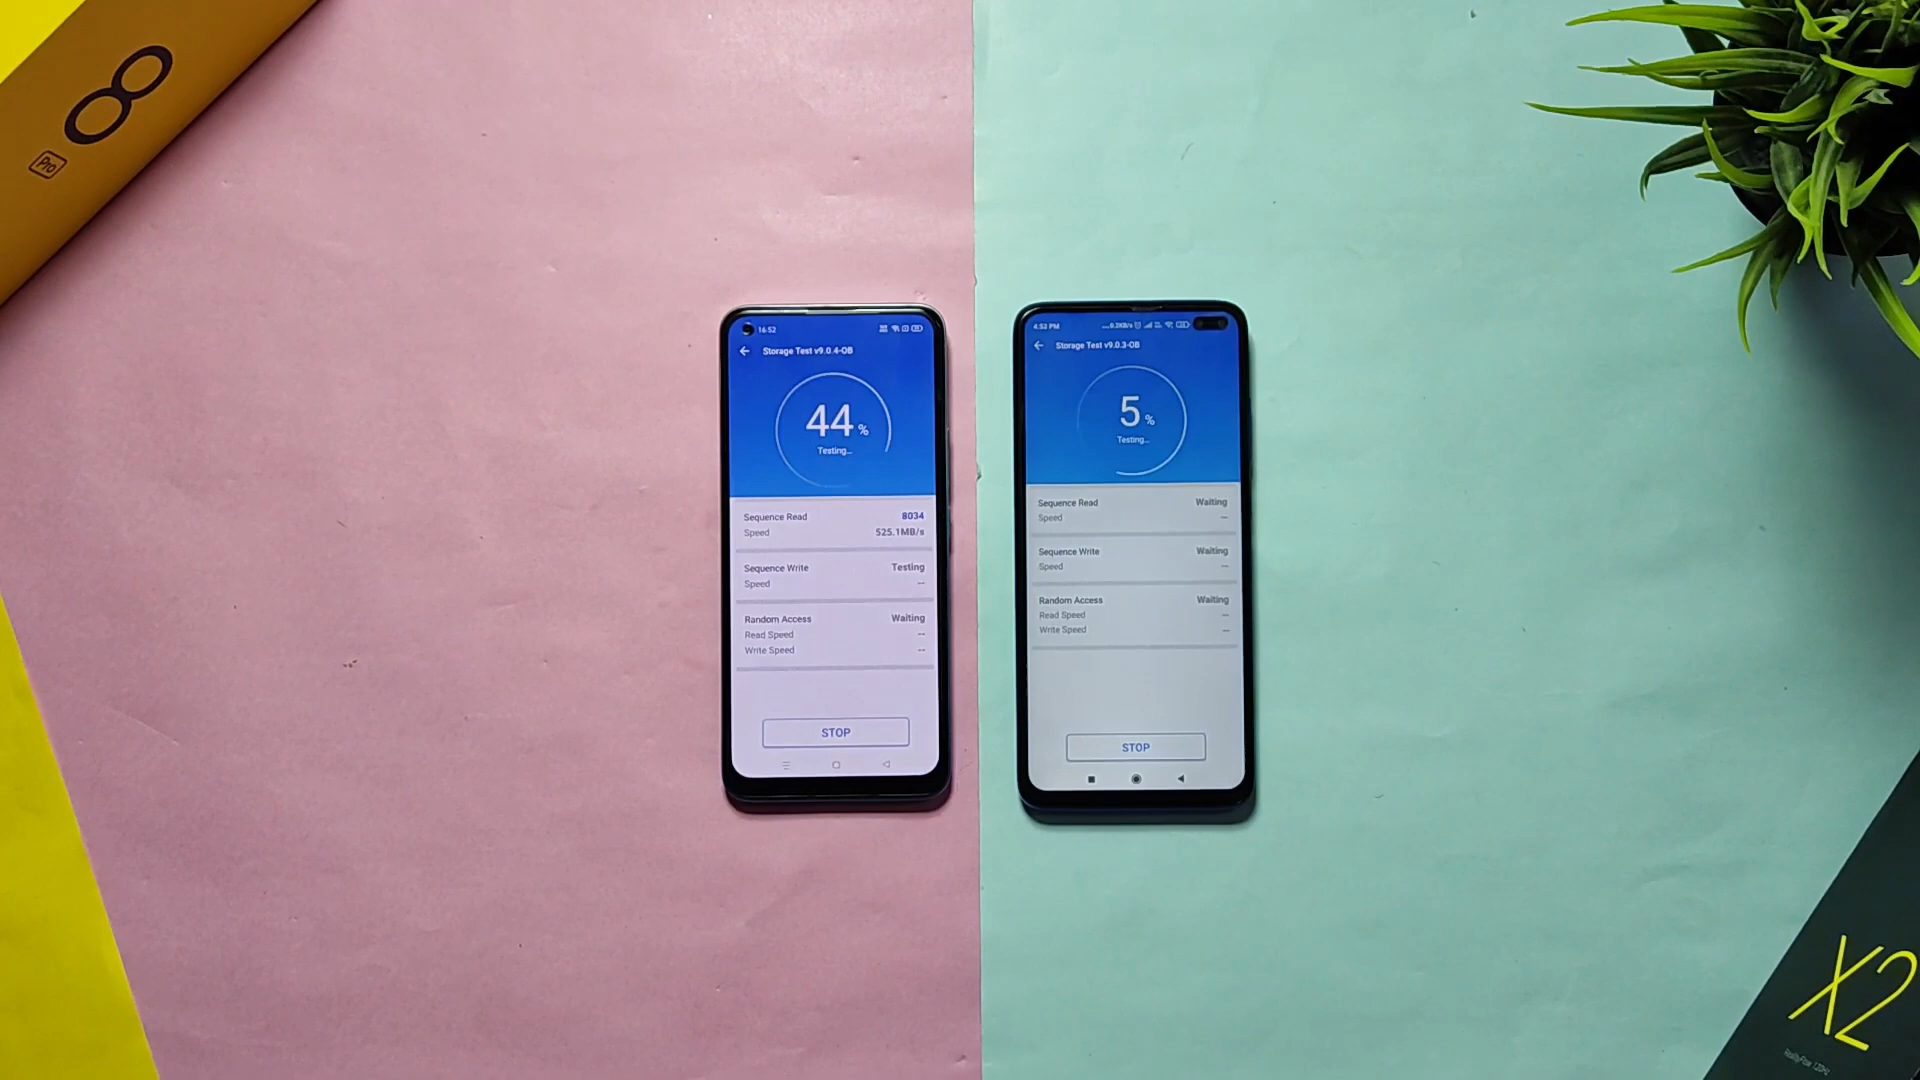 8
Pro
16:52
Storage Test v9.0.4-OB
44 %
Testing...
Sequence Read 8034
Speed 525.1MB/s
Sequence Write Testing
Speed --
Random Access Waiting
Read Speed --
Write Speed --
STOP
4:53 PM ...0.2KB/s
Storage Test v9.0.3-OB
5 %
Testing...
Sequence Read Waiting
Speed --
Sequence Write Waiting
Speed --
Random Access Waiting
Read Speed --
Write Speed --
STOP
X2